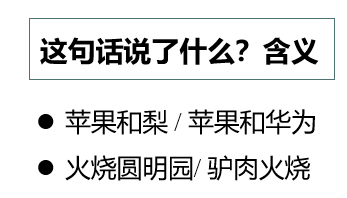 这句话说了什么？含义
● 苹果和梨 / 苹果和华为
● 火烧圆明园/ 驴肉火烧